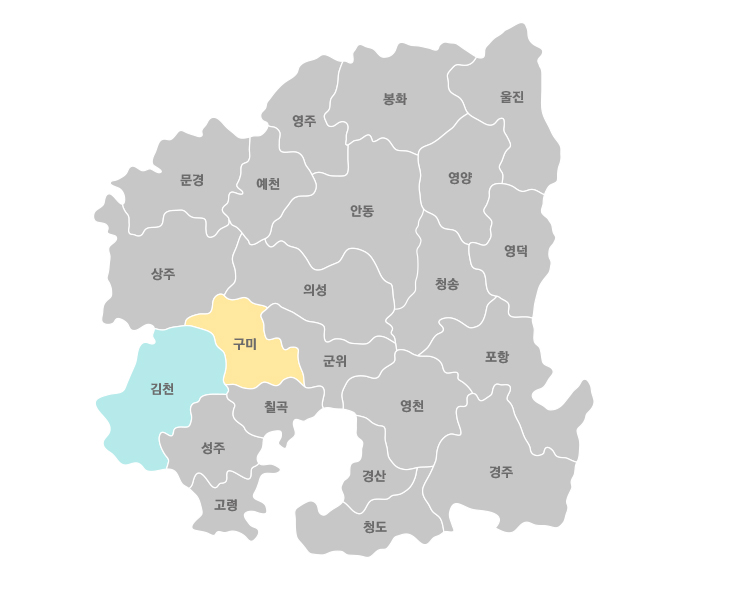 봉화
울진
영주
문경
예천
영양
안동
영덕
상주
의성
청송
구미
군위
포항
김천
칠곡
영천
성주
경산
경주
고령
청도